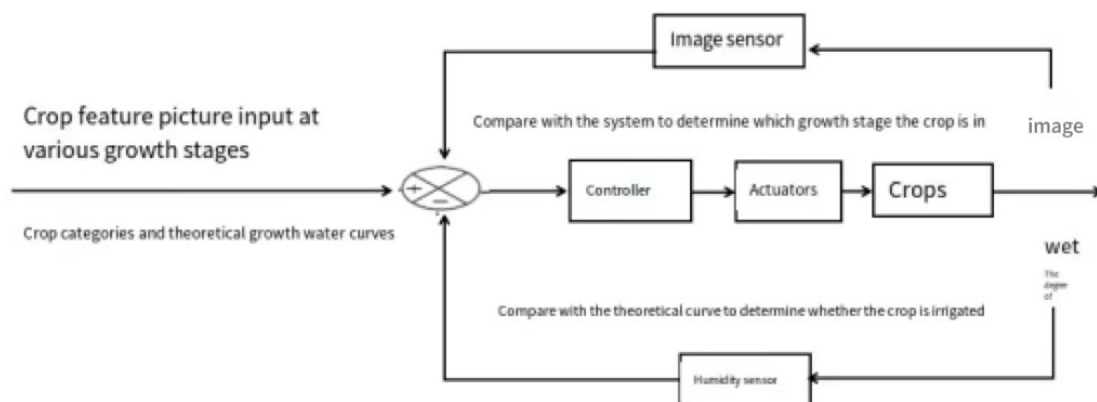 Image sensor
Crop feature picture input at
various growth stages
Compare with the system to determine which growth stage the crop is in
image
+
−
Controller
Actuators
Crops
Crop categories and theoretical growth water curves
wet
The
degree
of
Compare with the theoretical curve to determine whether the crop is irrigated
Humidity sensor